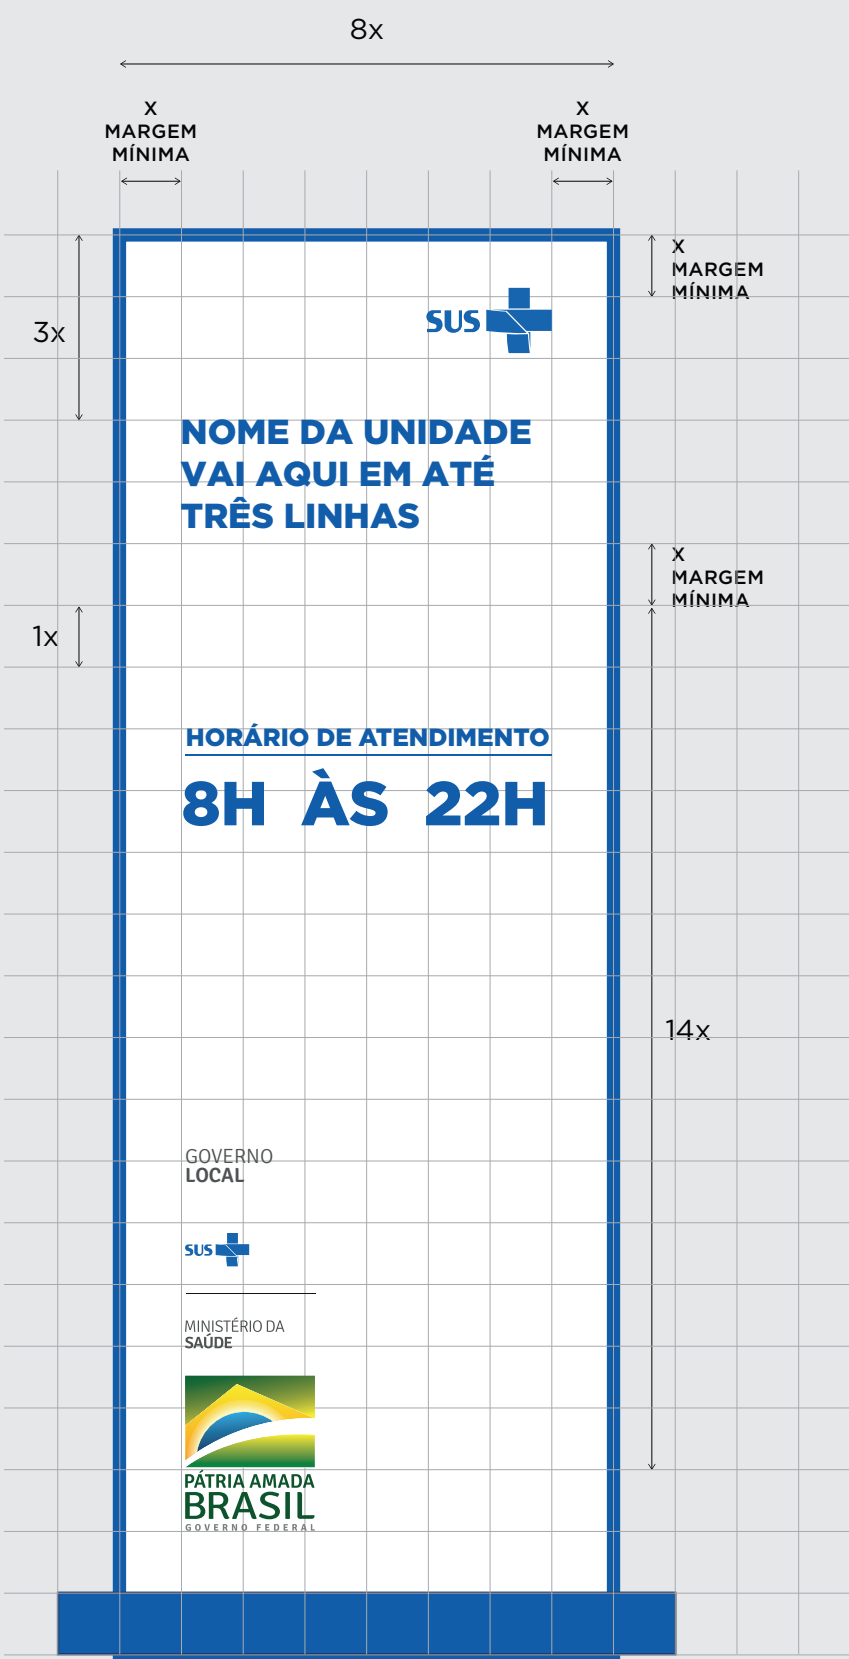 8x
X
MARGEM
MÍNIMA
X
MARGEM
MÍNIMA
X
MARGEM
MÍNIMA
3x
SUS
NOME DA UNIDADE
VAI AQUI EM ATÉ
TRÊS LINHAS
X
MARGEM
MÍNIMA
1x
HORÁRIO DE ATENDIMENTO
8H ÀS 22H
14x
GOVERNO
LOCAL
SUS
MINISTÉRIO DA
SAÚDE
PÁTRIA AMADA
BRASIL
GOVERNO FEDERAL